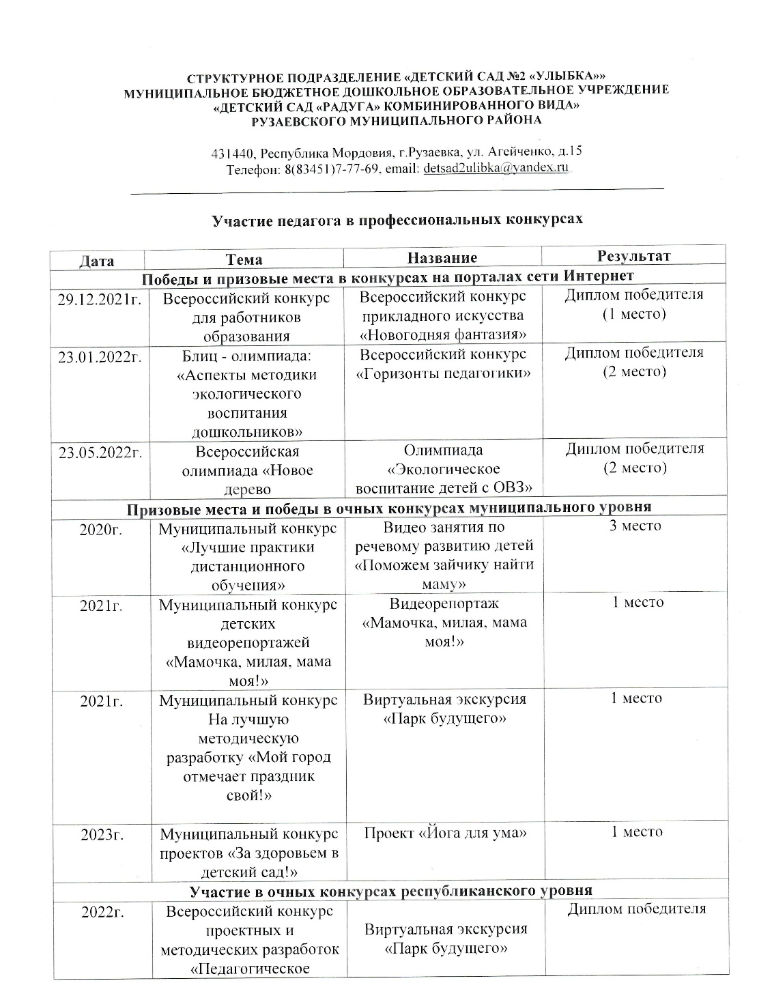 СТРУКТУРНОЕ ПОДРАЗДЕЛЕНИЕ «ДЕТСКИЙ САД №2 «УЛЫБКА»»
МУНИЦИПАЛЬНОЕ БЮДЖЕТНОЕ ДОШКОЛЬНОЕ ОБРАЗОВАТЕЛЬНОЕ УЧРЕЖДЕНИЕ
«ДЕТСКИЙ САД «РАДУГА» КОМБИНИРОВАННОГО ВИДА»
РУЗАЕВСКОГО МУНИЦИПАЛЬНОГО РАЙОНА
431440, Республика Мордовия, г.Рузаевка, ул. Агейченко, д.15
Телефон: 8(83451)7-77-69, email: detsad2ulibka@yandex.ru
Участие педагога в профессиональных конкурсах
Дата Тема Название Результат
Победы и призовые места в конкурсах на порталах сети Интернет
29.12.2021г. Всероссийский конкурс Всероссийский конкурс Диплом победителя
для работников прикладного искусства (1 место)
образования «Новогодняя фантазия»
23.01.2022г. Блиц - олимпиада: Всероссийский конкурс Диплом победителя
«Аспекты методики «Горизонты педагогики» (2 место)
экологического
воспитания
дошкольников»
23.05.2022г. Всероссийская Олимпиада Диплом победителя
олимпиада «Новое «Экологическое (2 место)
дерево воспитание детей с ОВЗ»
Призовые места и победы в очных конкурсах муниципального уровня
2020г. Муниципальный конкурс Видео занятия по 3 место
«Лучшие практики речевому развитию детей
дистанционного «Поможем зайчику найти
обучения» маму»
2021г. Муниципальный конкурс Видеорепортаж 1 место
детских «Мамочка, милая, мама
видеорепортажей моя!»
«Мамочка, милая, мама
моя!»
2021г. Муниципальный конкурс Виртуальная экскурсия 1 место
На лучшую «Парк будущего»
методическую
разработку «Мой город
отмечает праздник
свой!»
2023г. Муниципальный конкурс Проект «Йога для ума» 1 место
проектов «За здоровьем в
детский сад!»
Участие в очных конкурсах республиканского уровня
2022г. Всероссийский конкурс Диплом победителя
проектных и Виртуальная экскурсия
методических разработок «Парк будущего»
«Педагогическое